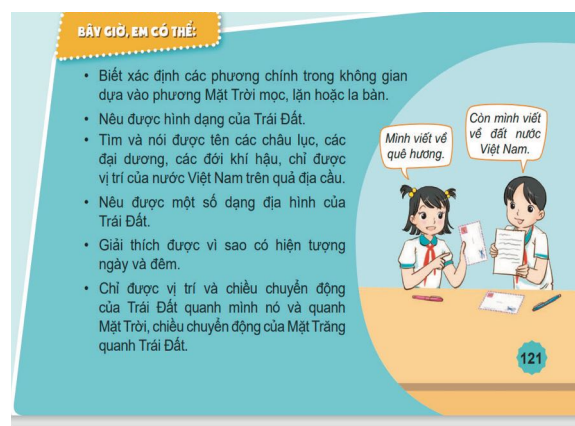 BÂY GIỜ, EM CÓ THỂ:
• Biết xác định các phương chính trong không gian
dựa vào phương Mặt Trời mọc, lặn hoặc la bàn.
• Nêu được hình dạng của Trái Đất.
• Tìm và nói được tên các châu lục, các
đại dương, các đới khí hậu, chỉ được
vị trí của nước Việt Nam trên quả địa cầu.
• Nêu được một số dạng địa hình của
Trái Đất.
• Giải thích được vì sao có hiện tượng
ngày và đêm.
• Chỉ được vị trí và chiều chuyển động
của Trái Đất quanh mình nó và quanh
Mặt Trời, chiều chuyển động của Mặt Trăng
quanh Trái Đất.
Mình viết về
quê hương.
Còn mình viết
về đất nước
Việt Nam.
121